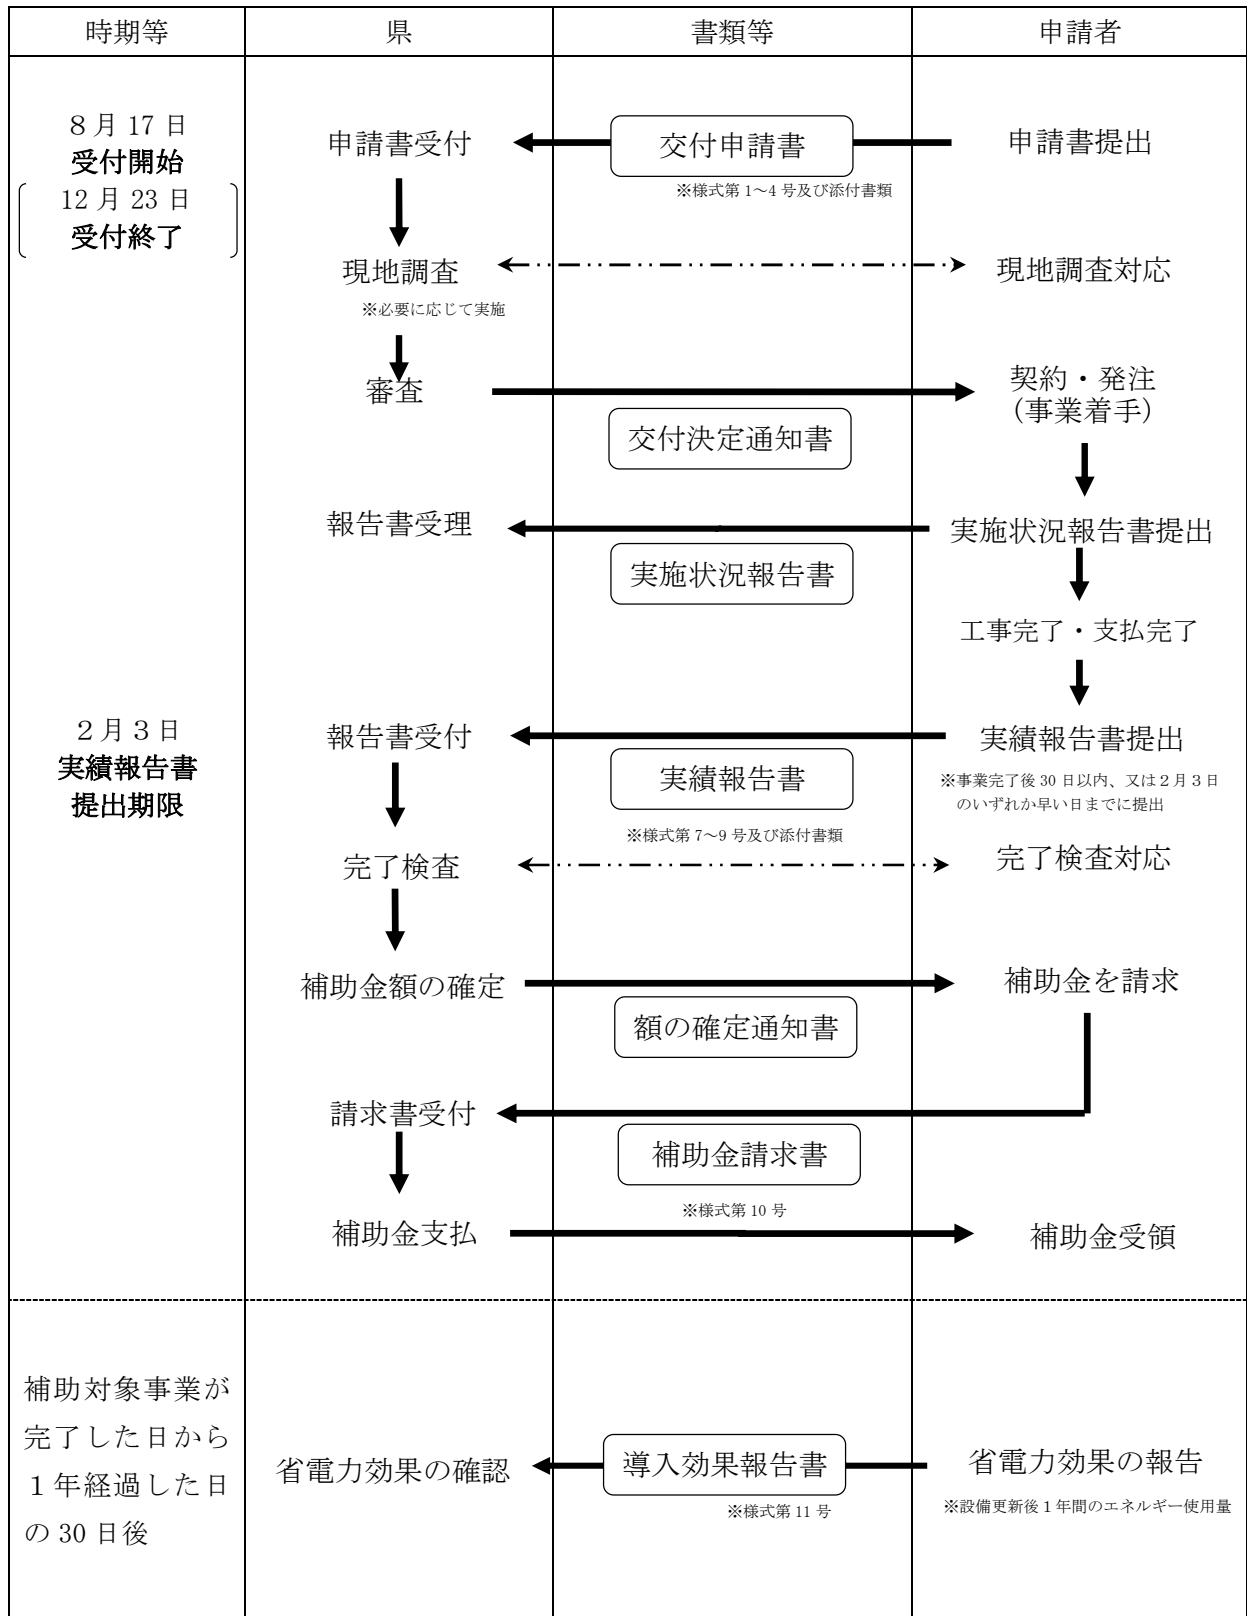 時期等
県
書類等
申請者
８月 17 日
受付開始
12 月 23 日
受付終了
申請書受付
交付申請書
申請書提出
※様式第 1～4 号及び添付書類
現地調査
現地調査対応
※必要に応じて実施
審査
契約・発注
(事業着手)
交付決定通知書
報告書受理
実施状況報告書提出
実施状況報告書
工事完了・支払完了
２月３日
実績報告書
提出期限
報告書受付
実績報告書提出
実績報告書
※事業完了後 30 日以内、又は２月３日
のいずれか早い日までに提出
※様式第 7～9 号及び添付書類
完了検査
完了検査対応
補助金額の確定
補助金を請求
額の確定通知書
請求書受付
補助金請求書
※様式第 10 号
補助金支払
補助金受領
補助対象事業が
完了した日から
１年経過した日
の 30 日後
省電力効果の確認
導入効果報告書
省電力効果の報告
※様式第 11 号
※設備更新後１年間のエネルギー使用量